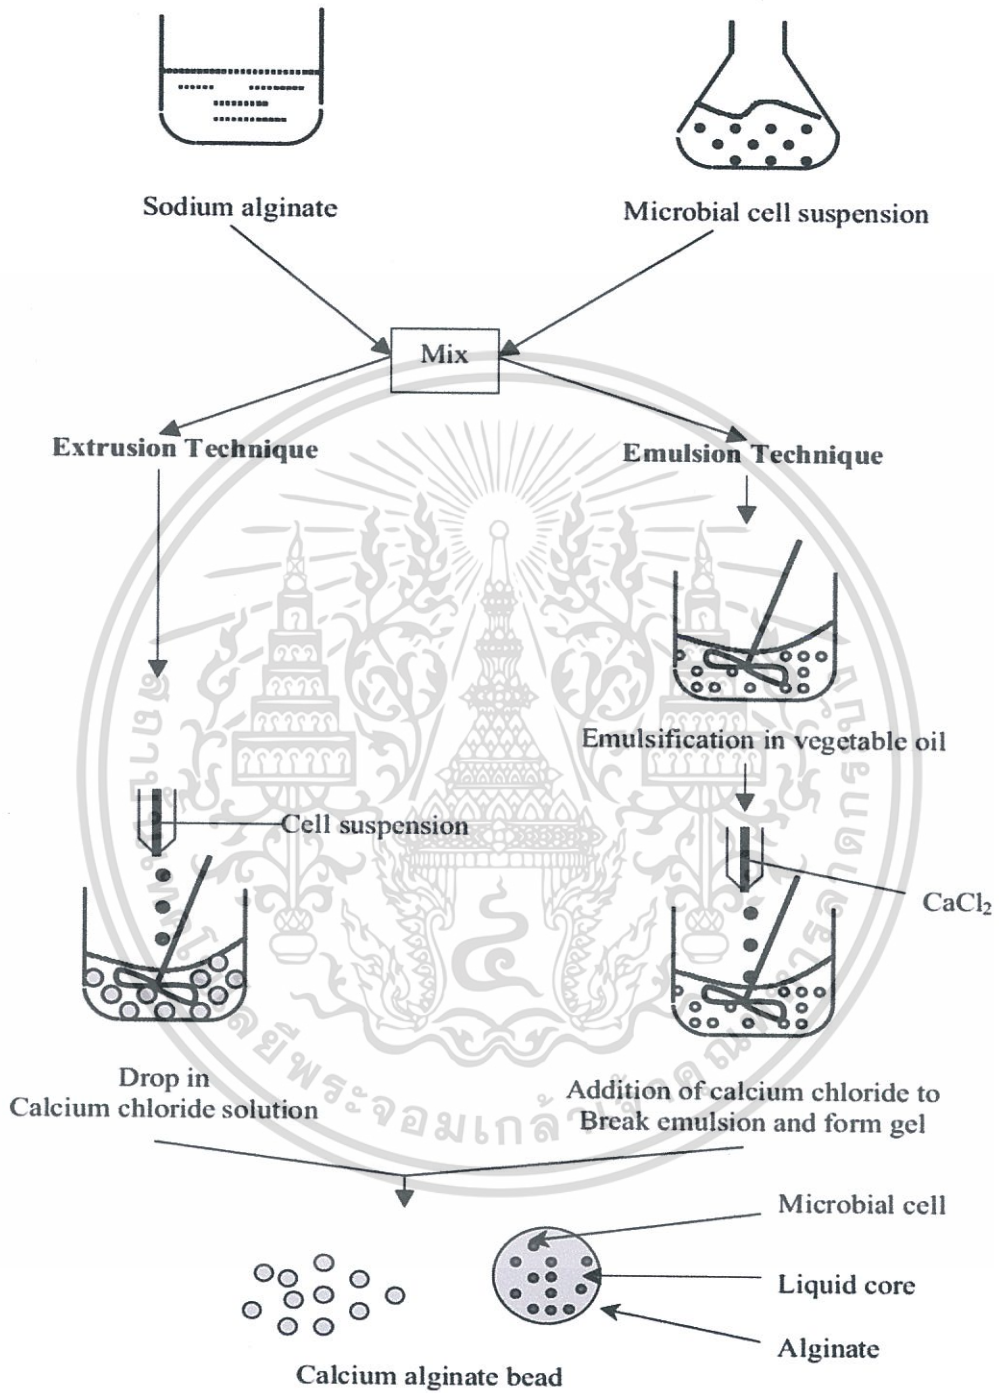 Sodium alginate
Microbial cell suspension
Mix
Extrusion Technique
Emulsion Technique
Emulsification in vegetable oil
Cell suspension
CaCl₂
Drop in
Calcium chloride solution
Addition of calcium chloride to
Break emulsion and form gel
Microbial cell
Liquid core
Alginate
Calcium alginate bead